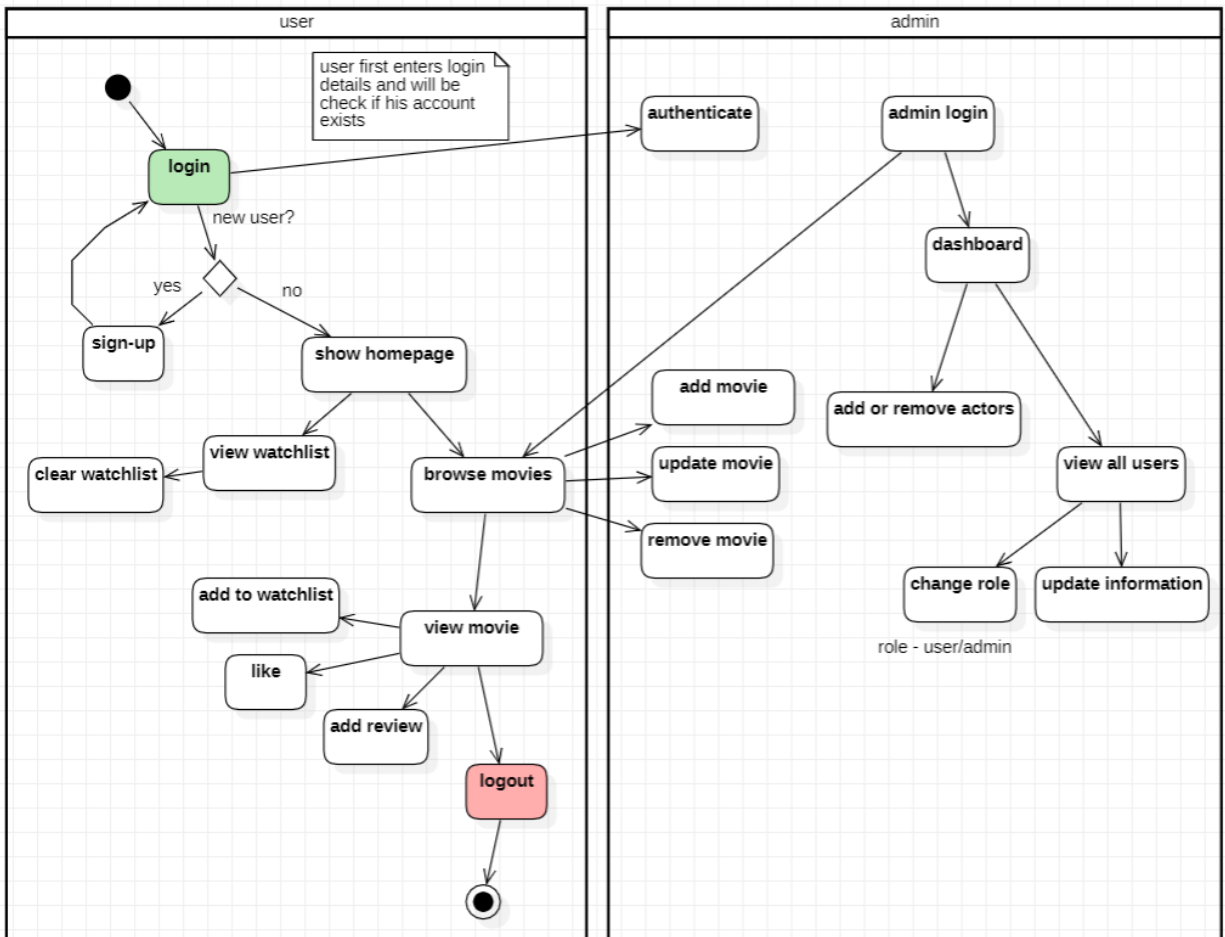 user
admin
user first enters login
details and will be
check if his account
exists
authenticate
admin login
login
new user?
dashboard
yes
no
sign-up
show homepage
add movie
add or remove actors
view watchlist
clear watchlist
browse movies
update movie
view all users
remove movie
add to watchlist
change role
update information
view movie
role - user/admin
like
add review
logout